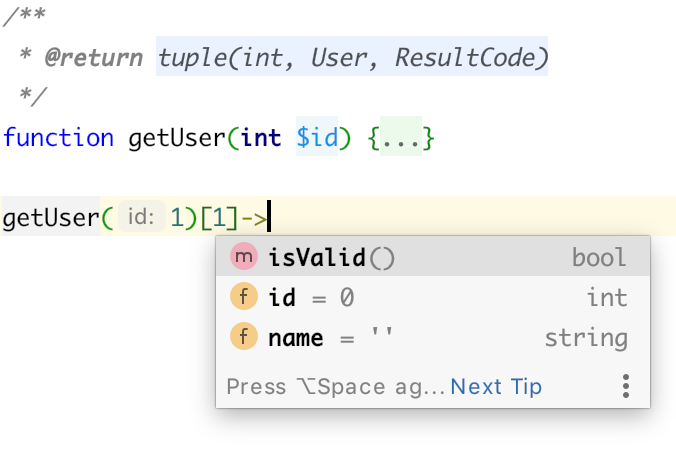 /**
 * @return tuple(int, User, ResultCode)
 */
function getUser(int $id) {...}
getUser( id: 1)[1]->
m isValid() bool
f id = 0 int
f name = '' string
Press ⌥Space ag... Next Tip